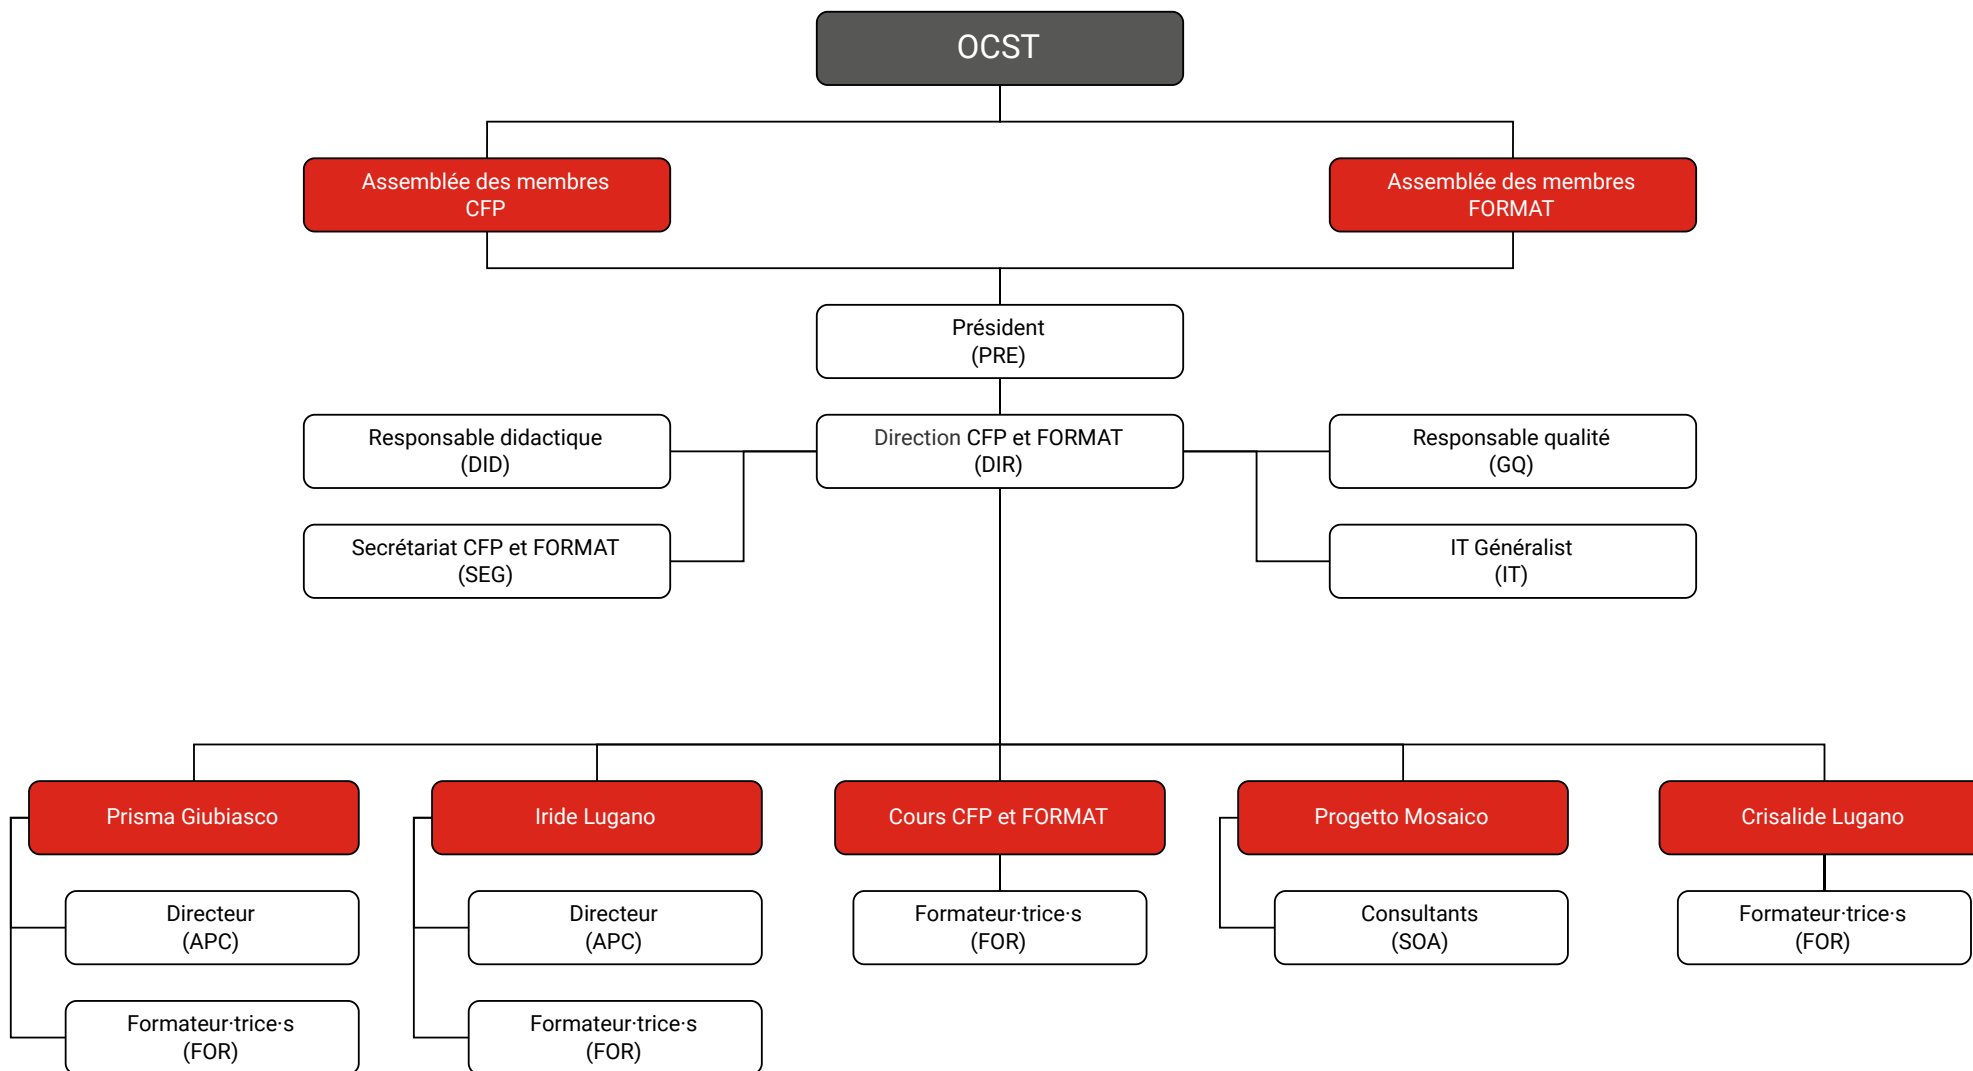 OCST
Assemblée des membres
CFP
Assemblée des membres
FORMAT
Président
(PRE)
Responsable didactique
(DID)
Direction CFP et FORMAT
(DIR)
Responsable qualité
(GQ)
Secrétariat CFP et FORMAT
(SEG)
IT Généralist
(IT)
Prisma Giubiasco
Iride Lugano
Cours CFP et FORMAT
Progetto Mosaico
Crisalide Lugano
Directeur
(APC)
Directeur
(APC)
Formateur·trice·s
(FOR)
Consultants
(SOA)
Formateur·trice·s
(FOR)
Formateur·trice·s
(FOR)
Formateur·trice·s
(FOR)